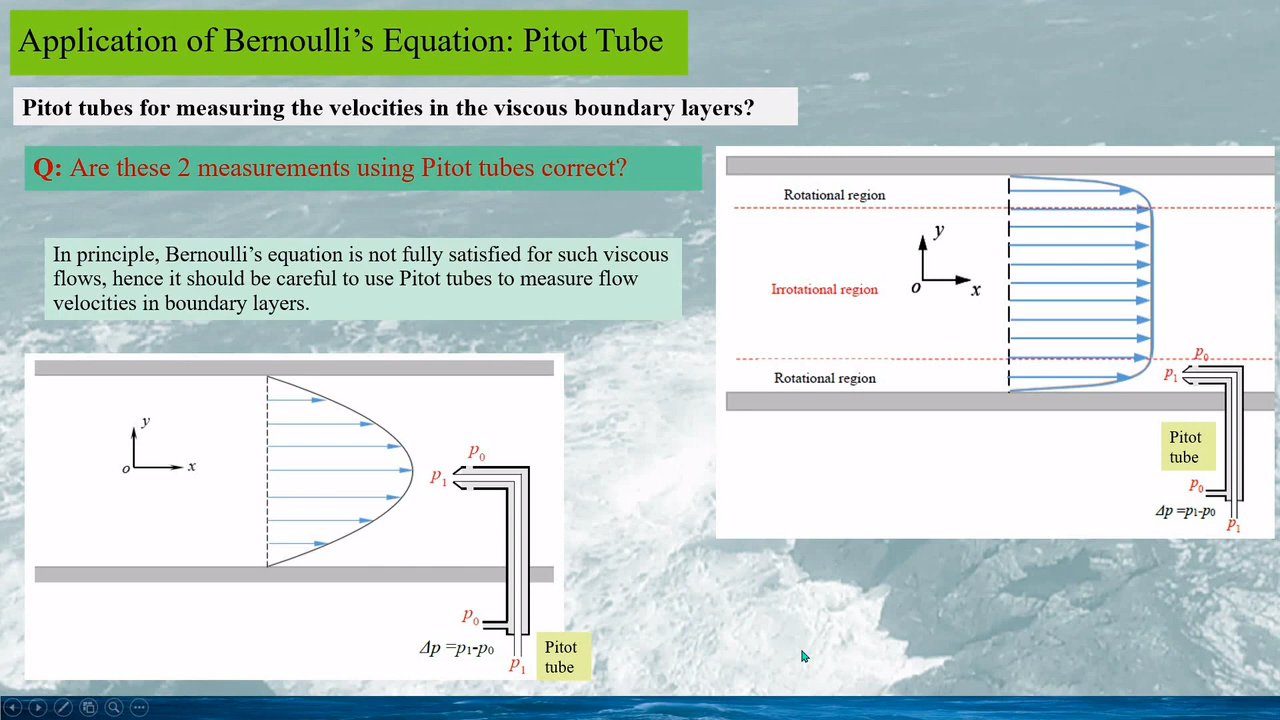 Application of Bernoulli's Equation: Pitot Tube
Pitot tubes for measuring the velocities in the viscous boundary layers?
Q: Are these 2 measurements using Pitot tubes correct?
In principle, Bernoulli's equation is not fully satisfied for such viscous
flows, hence it should be careful to use Pitot tubes to measure flow
velocities in boundary layers.
y
o
x
p0
p1
p0
Δp =p1-p0
p1
Pitot
tube
Rotational region
y
o
x
Irrotational region
Rotational region
p0
p1
Pitot
tube
p0
Δp =p1-p0
p1